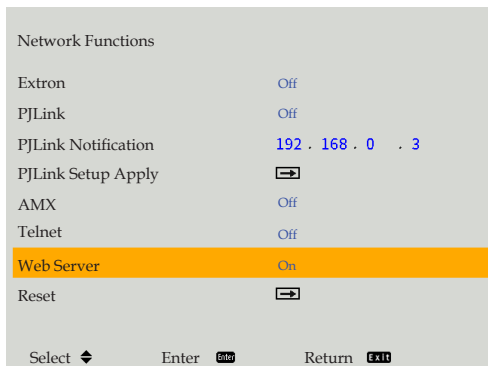 Network Functions
Extron Off
PJLink Off
PJLink Notification 192 . 168 . 0 . 3
PJLink Setup Apply
AMX Off
Telnet Off
Web Server On
Reset
Select Enter Enter Return Exit